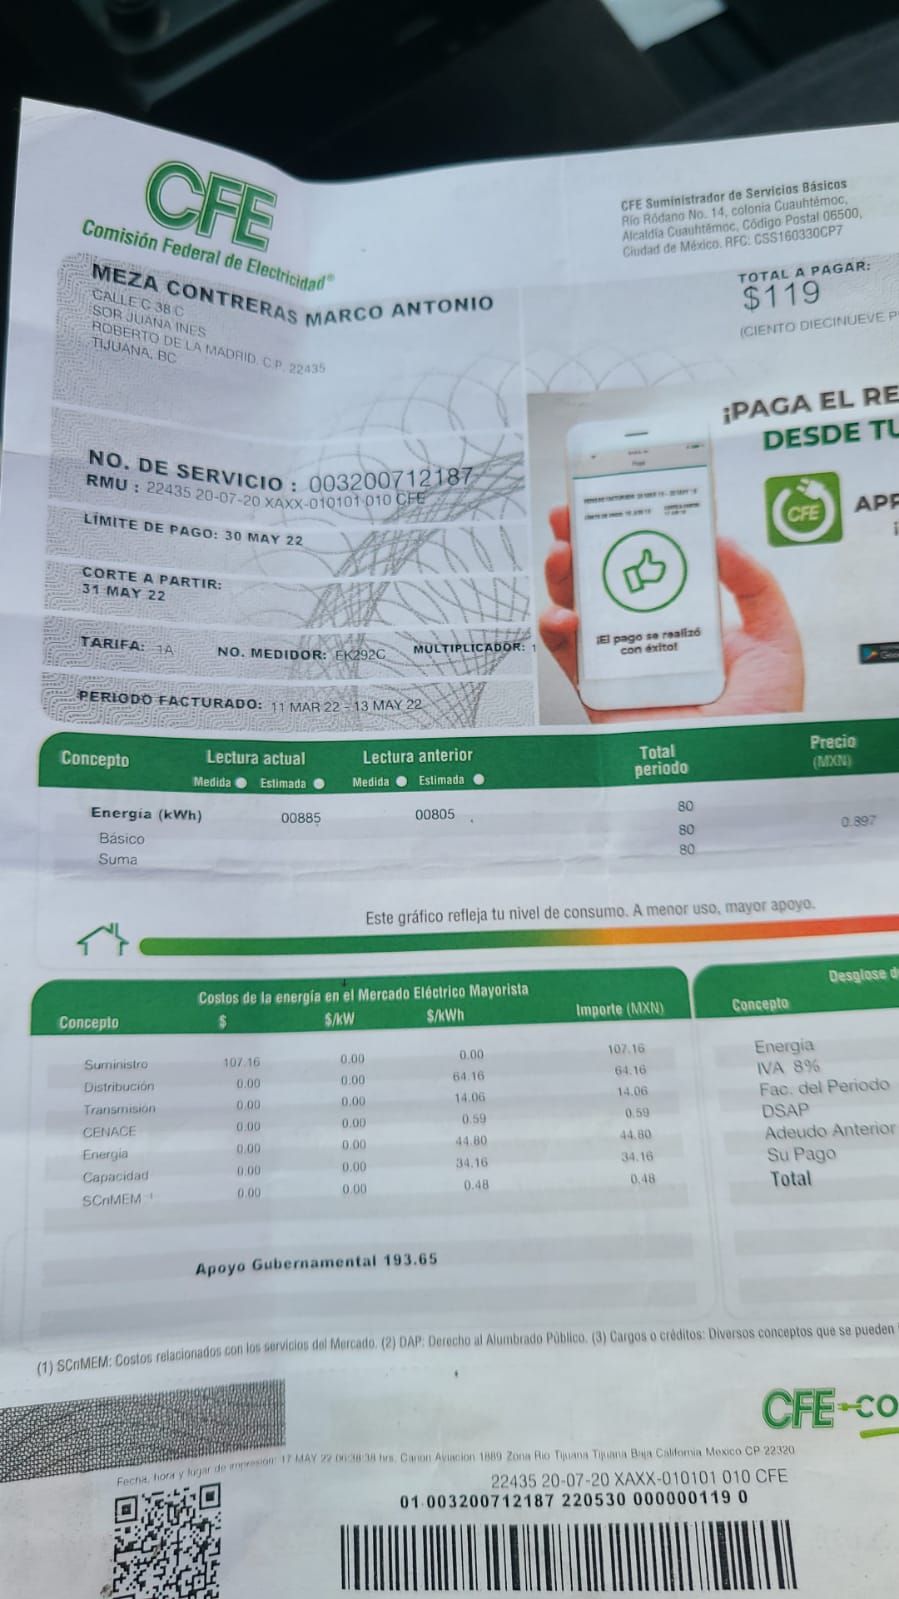 CFE
Comisión Federal de Electricidad®
CFE Suministrador de Servicios Básicos
Río Ródano No. 14, colonia Cuauhtémoc,
Alcaldía Cuauhtémoc, Código Postal 06500,
Ciudad de México. RFC: CSS160330CP7
MEZA CONTRERAS MARCO ANTONIO
CALLE C 38 C
SOR JUANA INES
ROBERTO DE LA MADRID, C.P. 22435
TIJUANA, BC
TOTAL A PAGAR:
$119
(CIENTO DIECINUEVE P
¡PAGA EL RE
DESDE TU
CFE
APP
NO. DE SERVICIO : 003200712187
RMU : 22435 20-07-20 XAXX-010101 010 CFE
LÍMITE DE PAGO: 30 MAY 22
CORTE A PARTIR:
31 MAY 22
TARIFA: 1A NO. MEDIDOR: EK292C MULTIPLICADOR: 1
PERIODO FACTURADO: 11 MAR 22 - 13 MAY 22
¡El pago se realizó
con éxito!
Concepto Lectura actual Lectura anterior Total periodo Precio (MXN)
Medida Estimada Medida Estimada
Energía (kWh) 00885 00805 80
Básico 80 0.897
Suma 80
Este gráfico refleja tu nivel de consumo. A menor uso, mayor apoyo.
Costos de la energía en el Mercado Eléctrico Mayorista
Concepto $ $/kW $/kWh Importe (MXN)
Suministro 107.16 0.00 0.00 107.16
Distribución 0.00 0.00 64.16 64.16
Transmisión 0.00 0.00 14.06 14.06
CENACE 0.00 0.00 0.59 0.59
Energía 0.00 0.00 44.80 44.80
Capacidad 0.00 0.00 34.16 34.16
SCnMEM 1 0.00 0.00 0.48 0.48
Apoyo Gubernamental 193.65
Desglose d
Concepto
Energía
IVA 8%
Fac. del Periodo
DSAP
Adeudo Anterior
Su Pago
Total
(1) SCnMEM: Costos relacionados con los servicios del Mercado. (2) DAP: Derecho al Alumbrado Público. (3) Cargos o créditos: Diversos conceptos que se pueden
CFE CO
Fecha, hora y lugar de impresión: 17 MAY 22 06:38:38 hrs. Canon Aviacion 1889 Zona Rio Tijuana Tijuana Baja California Mexico CP 22320
22435 20-07-20 XAXX-010101 010 CFE
01 003200712187 220530 000000119 0